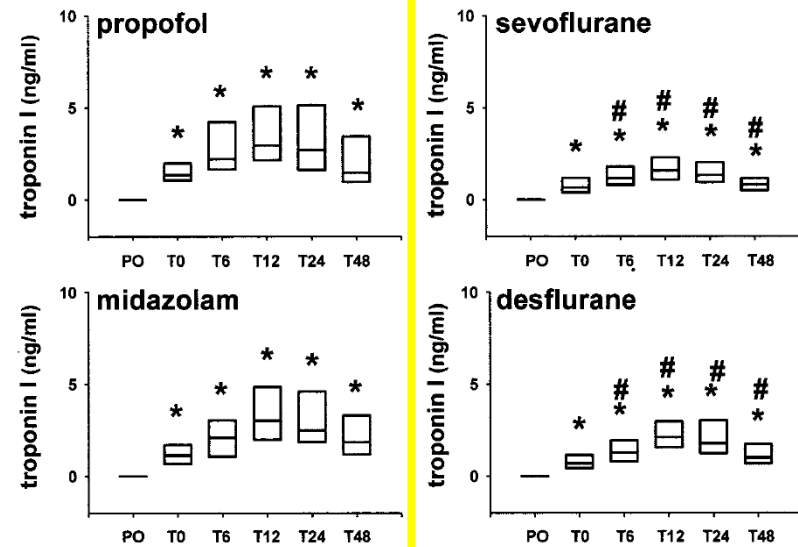 propofol
troponin I (ng/ml)
10
5
0
* * * * *
PO T0 T6 T12 T24 T48
sevoflurane
troponin I (ng/ml)
10
5
0
# # # #
* * * * *
PO T0 T6 T12 T24 T48
midazolam
troponin I (ng/ml)
10
5
0
* * * * *
PO T0 T6 T12 T24 T48
desflurane
troponin I (ng/ml)
10
5
0
# # # #
* * * * *
PO T0 T6 T12 T24 T48